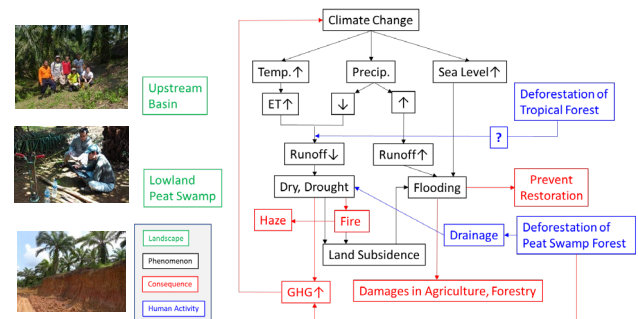 Climate Change
Temp.↑
Precip.
Sea Level↑
Upstream
Basin
ET↑
↓
↑
Deforestation of
Tropical Forest
?
Runoff↓
Runoff↑
Lowland
Peat Swamp
Dry, Drought
Flooding
Prevent
Restoration
Haze
Fire
Drainage
Deforestation of
Peat Swamp Forest
Land Subsidence
Landscape
Phenomenon
Consequence
Human Activity
GHG↑
Damages in Agriculture, Forestry